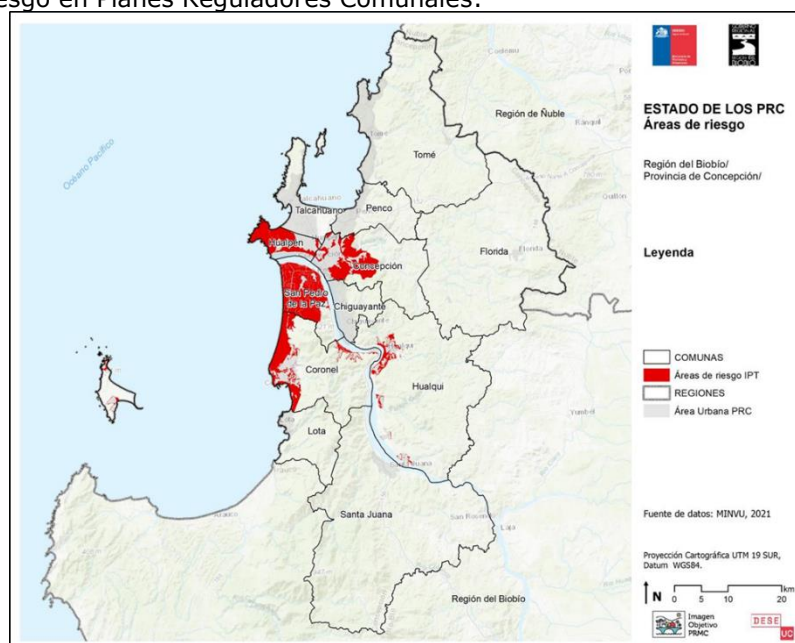 esgo en Planes Reguladores Comunales.
ESTADO DE LOS PRC
Áreas de riesgo
Región del Biobío/
Provincia de Concepción/
Leyenda
COMUNAS
Áreas de riesgo IPT
REGIONES
Área Urbana PRC
Fuente de datos: MINVU, 2021
Proyección Cartográfica UTM 19 SUR,
Datum WGS84.
N
0 5 10 20
km
Imagen
Objetivo
PRMC
DESE
UC
Océano Pacífico
Región de Ñuble
Tomé
Talcahuano
Penco
Hualpén
Concepción
Florida
Florida
San Pedro
de la Paz
Chiguayante
Coronel
Hualqui
Lota
Santa Juana
Región del Biobío